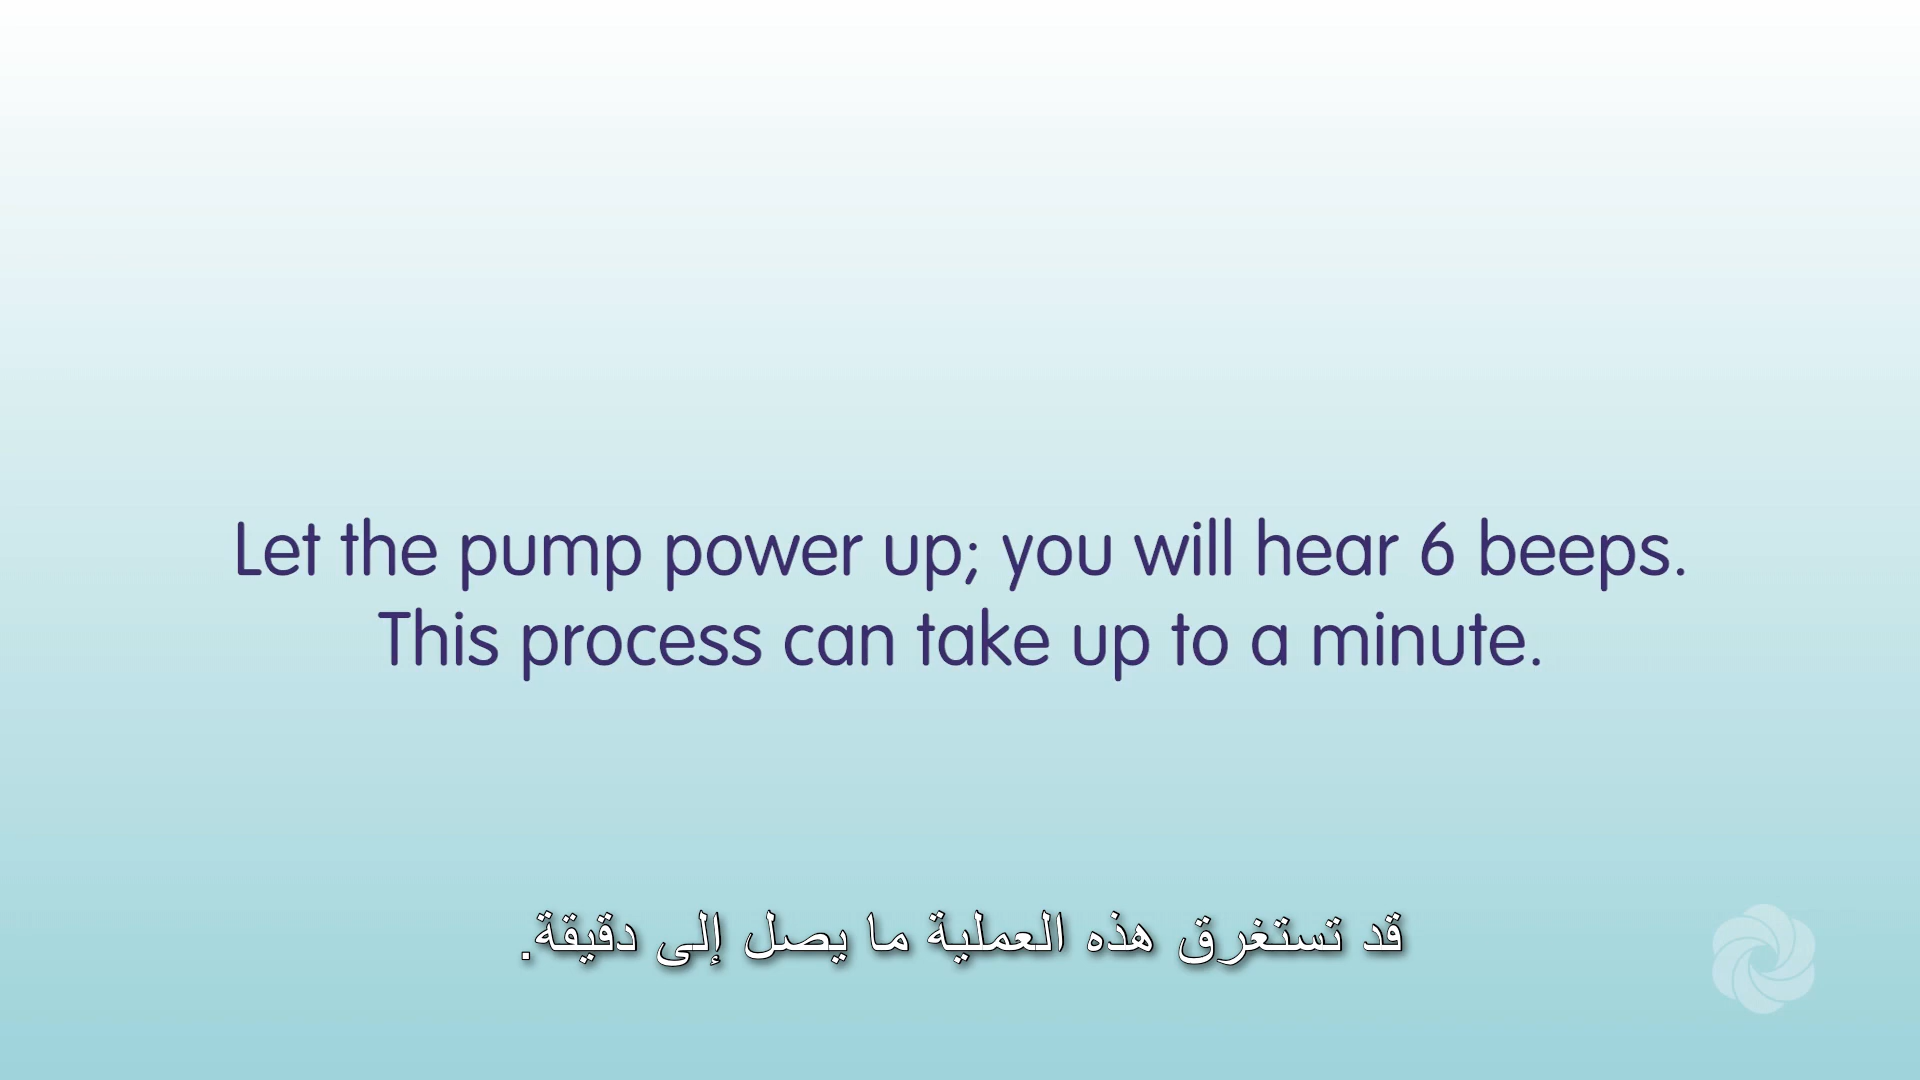 Let the pump power up; you will hear 6 beeps.
This process can take up to a minute.
قد تستغرق هذه العملية ما يصل إلى دقيقة.